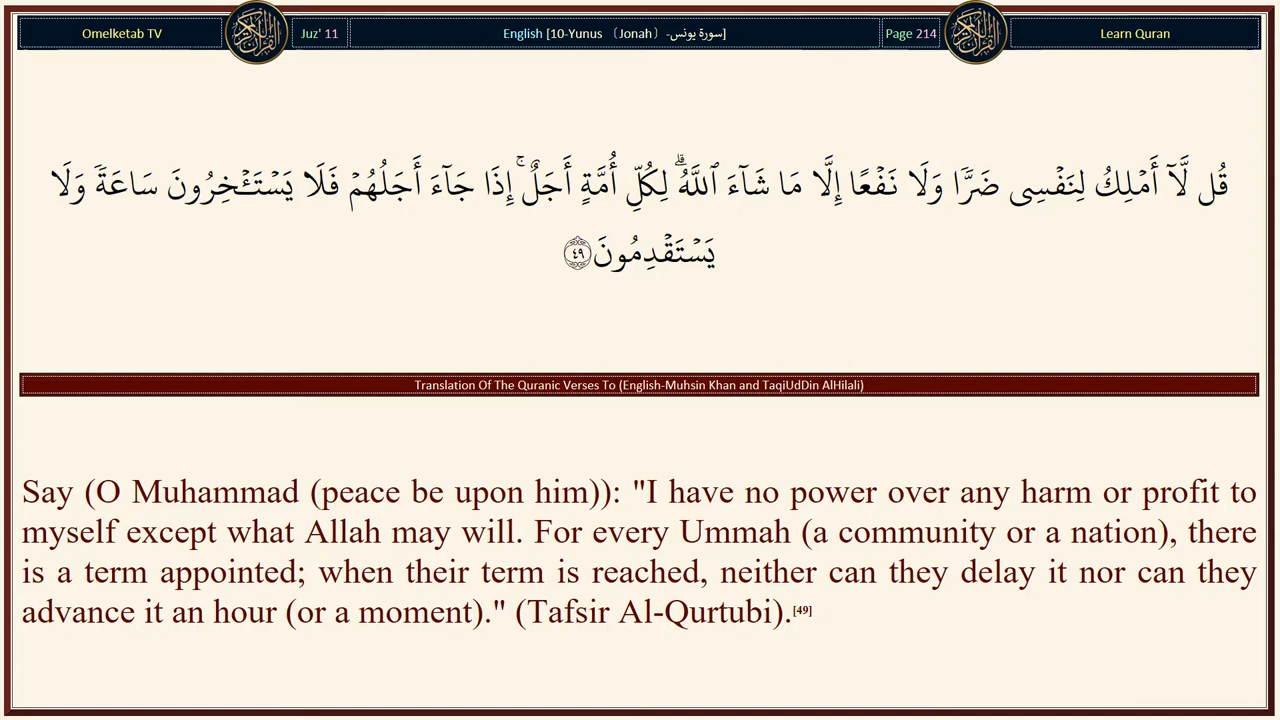 Omelketab TV
Juz' 11
English [10-Yunus (Jonah) -سورة يونس]
Page 214
Learn Quran
قُل لَّآ أَمۡلِكُ لِنَفۡسِى ضَرّٗا وَلَا نَفۡعًا إِلَّا مَا شَآءَ ٱللَّهُۗ لِكُلِّ أُمَّةٍ أَجَلٌۚ إِذَا جَآءَ أَجَلُهُمۡ فَلَا يَسۡتَـٔۡخِرُونَ سَاعَةٗ وَلَا
يَسۡتَقۡدِمُونَ ٤٩
Translation Of The Quranic Verses To (English-Muhsin Khan and TaqiUdDin AlHilali)
Say (O Muhammad (peace be upon him)): "I have no power over any harm or profit to
myself except what Allah may will. For every Ummah (a community or a nation), there
is a term appointed; when their term is reached, neither can they delay it nor can they
advance it an hour (or a moment)." (Tafsir Al-Qurtubi).[49]